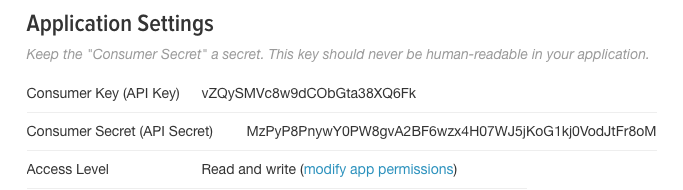 Application Settings
Keep the "Consumer Secret" a secret. This key should never be human-readable in your application.
Consumer Key (API Key) vZQySMVc8w9dCObGta38XQ6Fk
Consumer Secret (API Secret) MzPyP8PnywY0PW8gvA2BF6wzx4H07WJ5jKoG1kj0VodJtFr8oM
Access Level Read and write (modify app permissions)